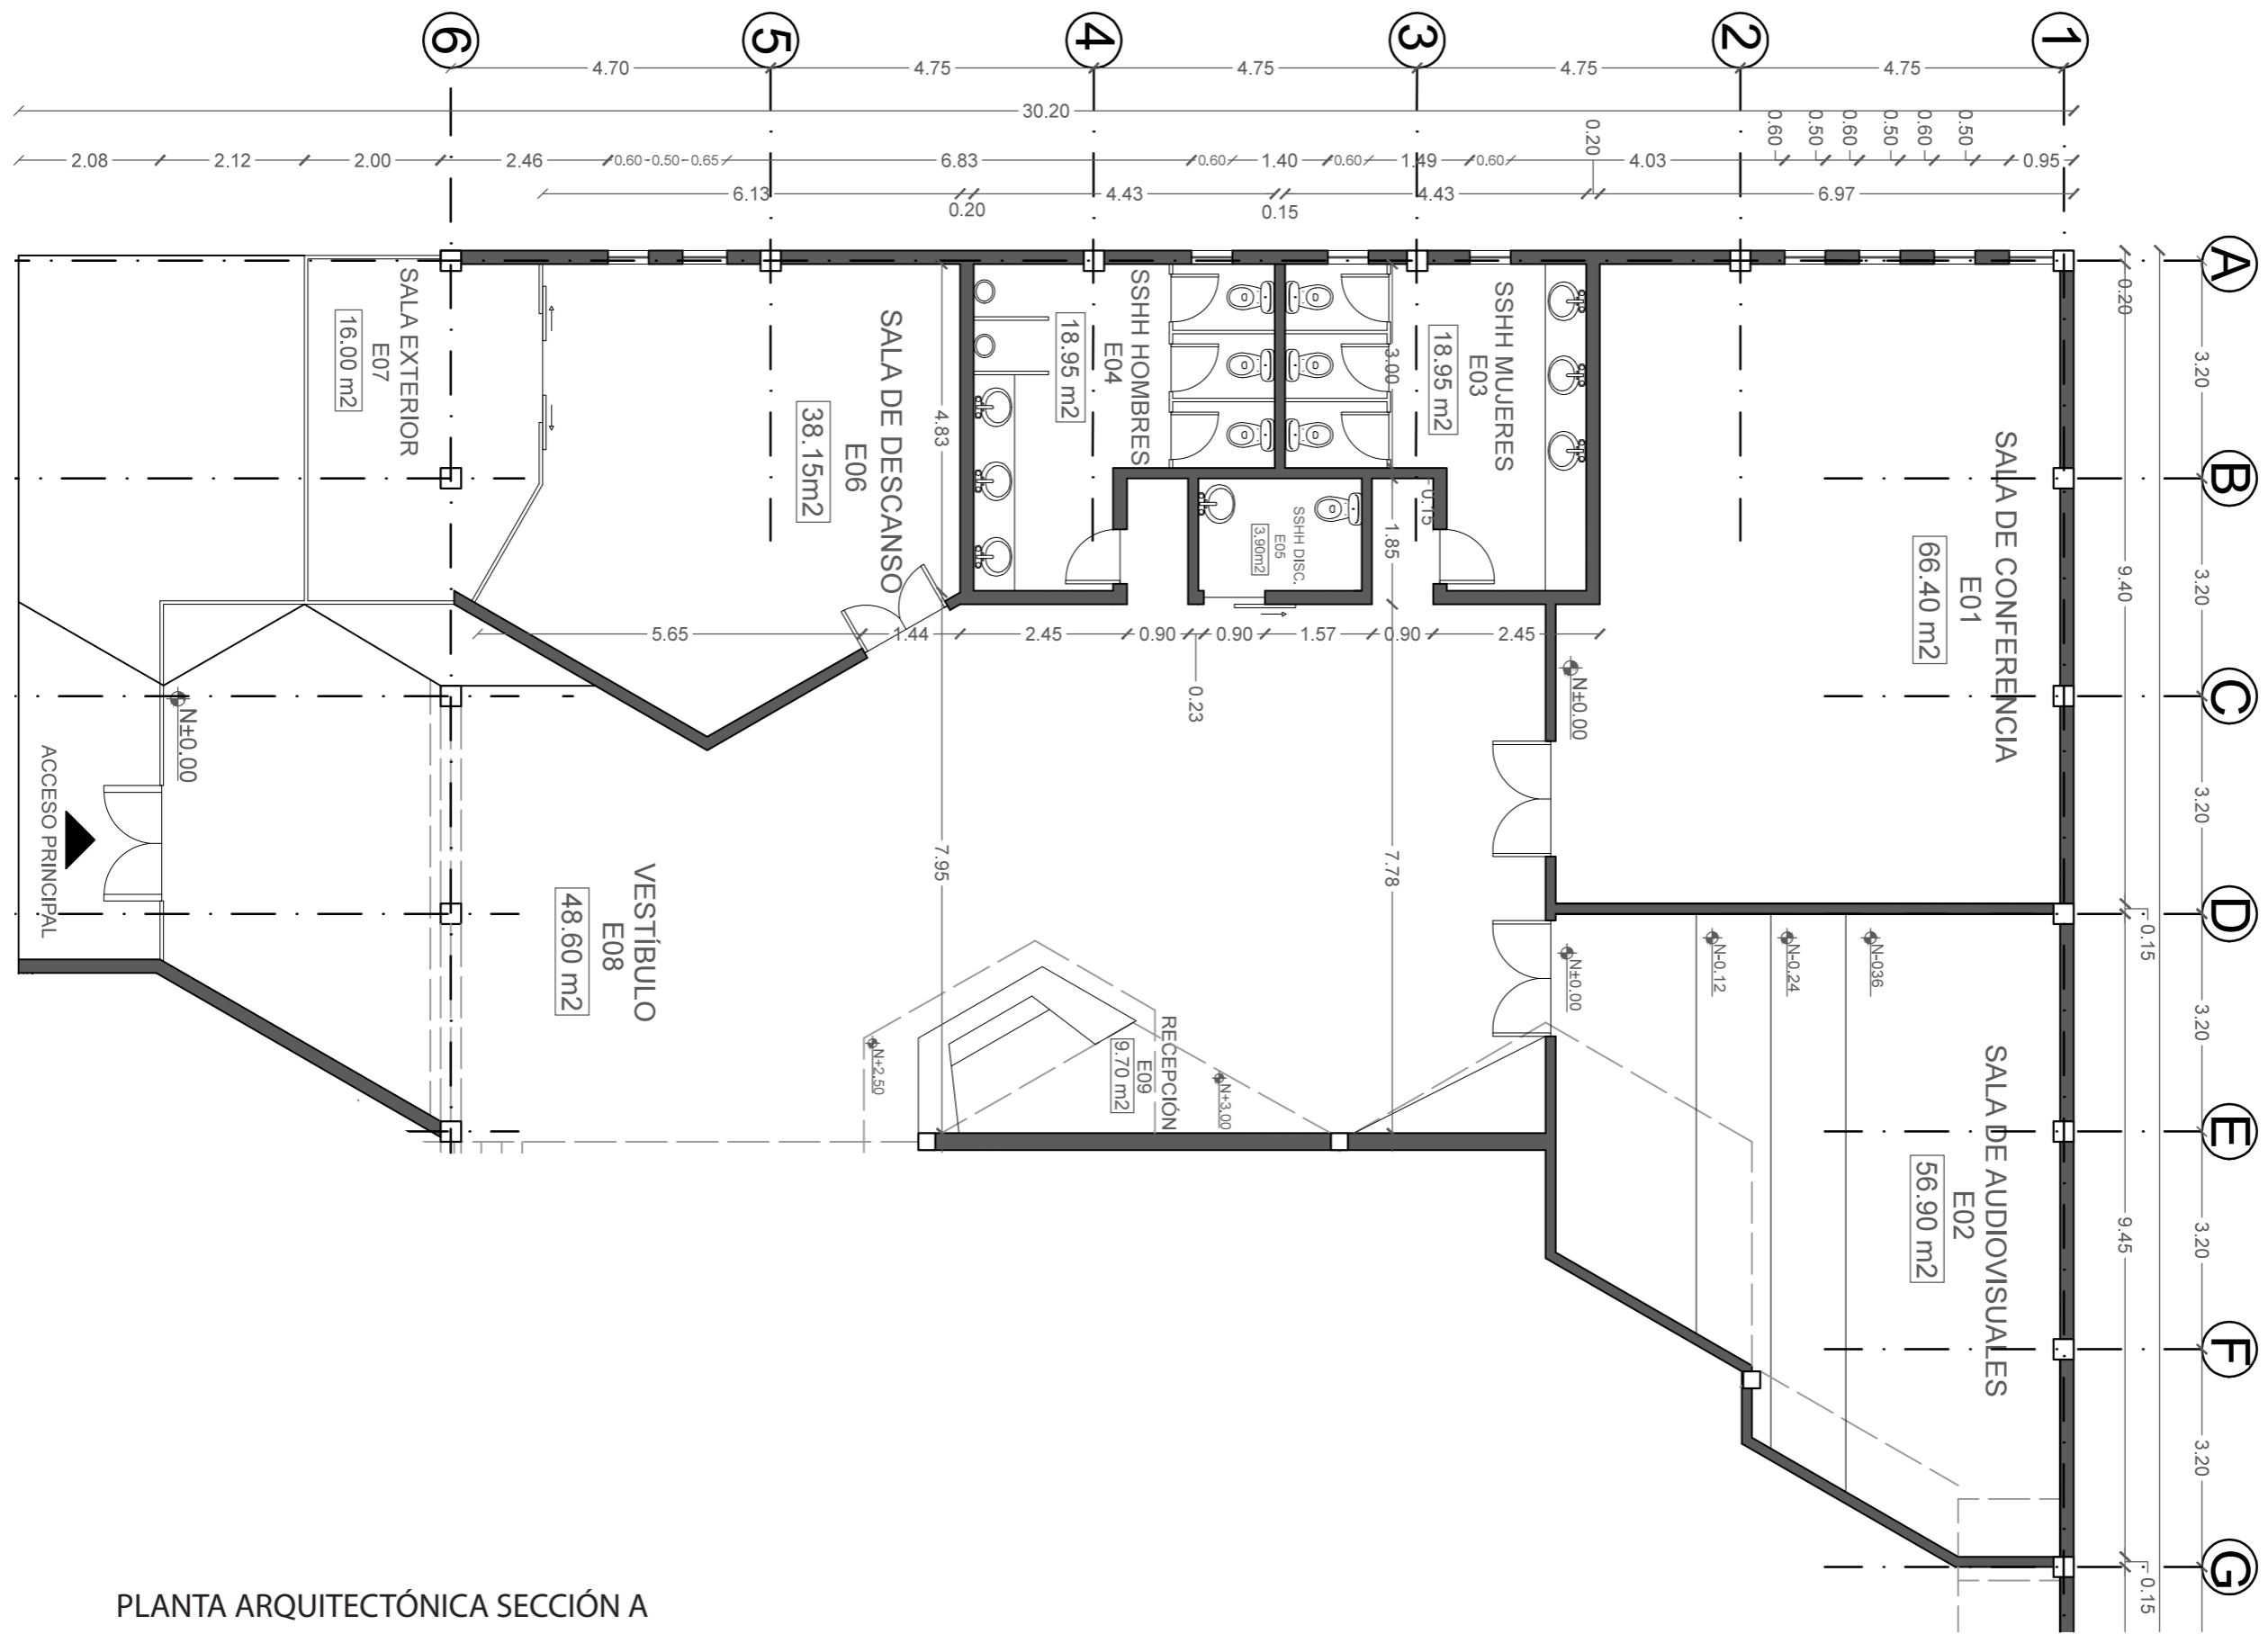 6
5
4
3
2
1
4.70
4.75
4.75
4.75
4.75
30.20
2.08
2.12
2.00
2.46
0.60
0.50
0.65
6.83
0.60
1.40
0.60
1.49
0.60
0.20
4.03
0.60
0.50
0.60
0.50
0.60
0.50
0.95
6.13
0.20
4.43
0.15
4.43
6.97
A
B
C
D
E
F
G
0.20
3.20
3.20
3.20
3.20
3.20
3.20
9.40
0.15
9.45
0.15
SALA EXTERIOR
E07
16.00 m2
SALA DE DESCANSO
E06
38.15m2
4.83
SSHH HOMBRES
E04
18.95 m2
SSHH MUJERES
E03
18.95 m2
3.00
0.15
1.85
SSHH DISC.
E05
3.90m2
SALA DE CONFERENCIA
E01
66.40 m2
5.65
1.44
2.45
0.90
0.90
1.57
0.90
2.45
0.23
N±0.00
N±0.00
ACCESO PRINCIPAL
VESTÍBULO
E08
48.60 m2
7.95
7.78
N±0.00
N-0.12
N-0.24
N-036
RECEPCIÓN
E09
9.70 m2
N+2.50
N+3.00
SALA DE AUDIOVISUALES
E02
56.90 m2
PLANTA ARQUITECTÓNICA SECCIÓN A